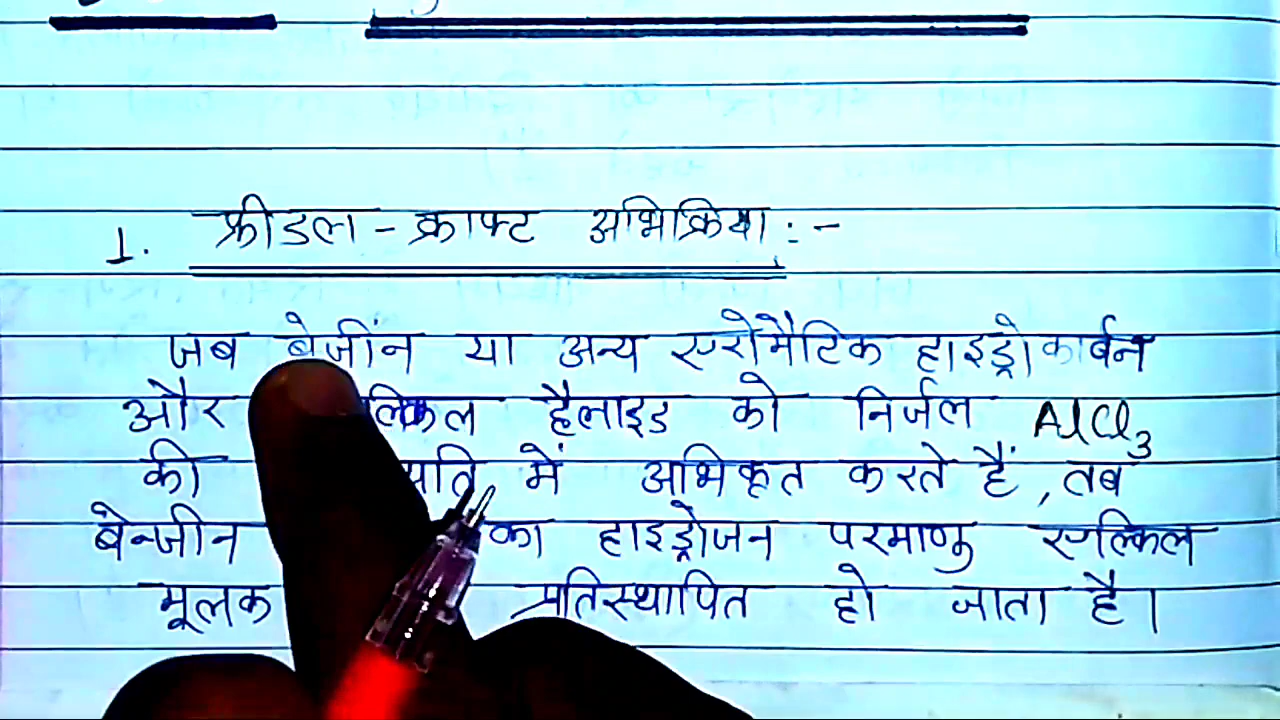 1. फ्रीडल - क्राफ्ट अभिक्रिया : -
जब बेजींन या अन्य एरोमैटिक हाइड्रोकार्बन
और हैलाइड को निर्जल AlCl3
की में अभिकृत करते हैं , तब
बेन्जीन का हाइड्रोजन परमाणु एल्किल
मूलक प्रतिस्थापित हो जाता है।